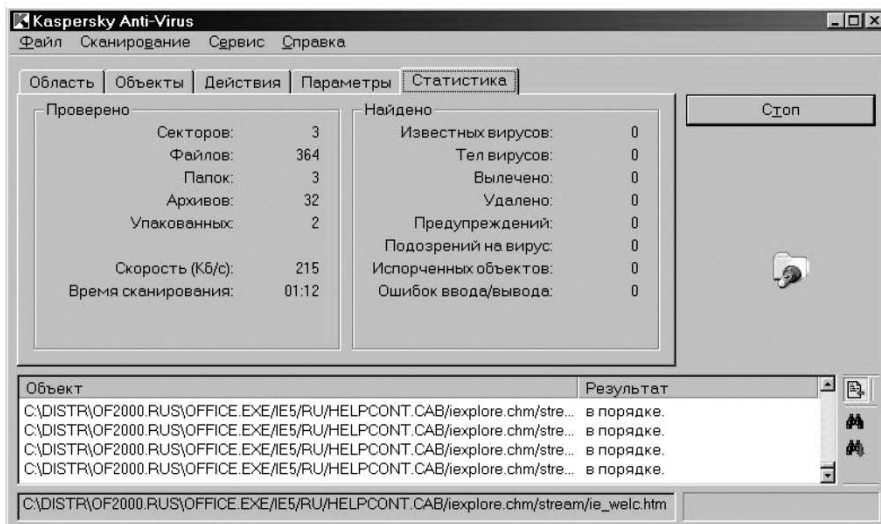 Kaspersky Anti-Virus
Файл Сканирование Сервис Справка
Область Объекты Действия Параметры Статистика
Проверено
Секторов: 3
Файлов: 364
Папок: 3
Архивов: 32
Упакованных: 2
Скорость (Кб/с): 215
Время сканирования: 01:12
Найдено
Известных вирусов: 0
Тел вирусов: 0
Вылечено: 0
Удалено: 0
Предупреждений: 0
Подозрений на вирус: 0
Испорченных объектов: 0
Ошибок ввода/вывода: 0
Стоп
Объект Результат
C:\DISTR\OF2000.RUS\OFFICE.EXE/IE5/RU/HELPCONT.CAB/iexplore.chm/stre... в порядке.
C:\DISTR\OF2000.RUS\OFFICE.EXE/IE5/RU/HELPCONT.CAB/iexplore.chm/stre... в порядке.
C:\DISTR\OF2000.RUS\OFFICE.EXE/IE5/RU/HELPCONT.CAB/iexplore.chm/stre... в порядке.
C:\DISTR\OF2000.RUS\OFFICE.EXE/IE5/RU/HELPCONT.CAB/iexplore.chm/stre... в порядке.
C:\DISTR\OF2000.RUS\OFFICE.EXE/IE5/RU/HELPCONT.CAB/iexplore.chm/stream/ie_welc.htm